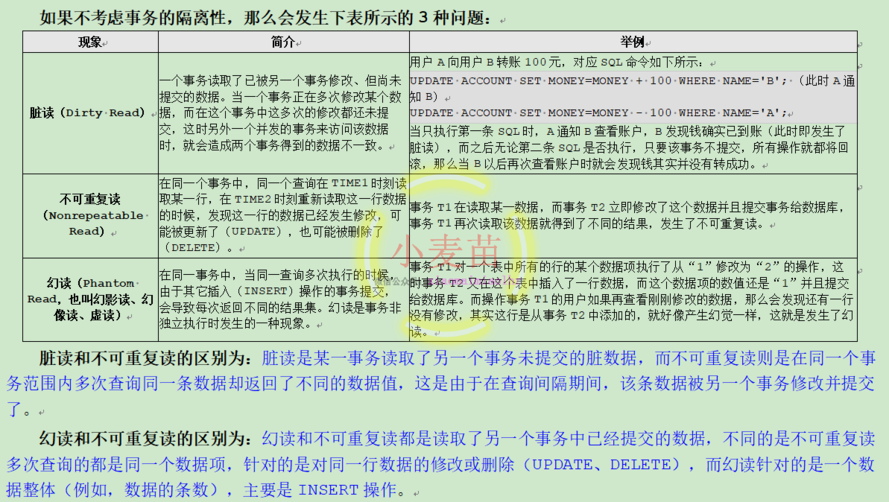 如果不考虑事务的隔离性，那么会发生下表所示的 3 种问题：
现象
简介
举例
脏读（Dirty Read）
一个事务读取了已被另一个事务修改、但尚未
提交的数据。当一个事务正在多次修改某个数
据，而在这个事务中这多次的修改都还未提
交，这时另外一个并发的事务来访问该数据
时，就会造成两个事务得到的数据不一致。
用户 A 向用户 B 转账 100 元，对应 SQL 命令如下所示：
UPDATE ACCOUNT SET MONEY=MONEY + 100 WHERE NAME='B'; （此时 A 通
知 B）
UPDATE ACCOUNT SET MONEY=MONEY - 100 WHERE NAME='A';
当只执行第一条 SQL 时，A 通知 B 查看账户，B 发现钱确实已到账（此时即发生了
脏读），而之后无论第二条 SQL 是否执行，只要该事务不提交，所有操作就都将回
滚，那么当 B 以后再次查看账户时就会发现钱其实并没有转成功。
不可重复读
（Nonrepeatable
Read）
在同一个事务中，同一个查询在 TIME1 时刻读
取某一行，在 TIME2 时刻重新读取这一行数据
的时候，发现这一行的数据已经发生修改，可
能被更新了（UPDATE），也可能被删除了
（DELETE）。
事务 T1 在读取某一数据，而事务 T2 立即修改了这个数据并且提交事务给数据库，
事务 T1 再次读取该数据就得到了不同的结果，发生了不可重复读。
幻读（Phantom
Read，也叫幻影读、幻
像读、虚读）
在同一事务中，当同一查询多次执行的时候，
由于其它插入（INSERT）操作的事务提交，
会导致每次返回不同的结果集。幻读是事务非
独立执行时发生的一种现象。
事务 T1 对一个表中所有的行的某个数据项执行了从“1”修改为“2”的操作，这
时事务 T2 又在这个表中插入了一行数据，而这个数据项的数值还是“1”并且提交
给数据库。而操作事务 T1 的用户如果再查看刚刚修改的数据，那么会发现还有一行
没有修改，其实这行是从事务 T2 中添加的，就好像产生幻觉一样，这就是发生了幻
读。
小麦苗
脏读和不可重复读的区别为：脏读是某一事务读取了另一个事务未提交的脏数据，而不可重复读则是在同一个事
务范围内多次查询同一条数据却返回了不同的数据值，这是由于在查询间隔期间，该条数据被另一个事务修改并提交
了。
幻读和不可重复读的区别为：幻读和不可重复读都是读取了另一个事务中已经提交的数据，不同的是不可重复读
多次查询的都是同一个数据项，针对的是对同一行数据的修改或删除（UPDATE、DELETE），而幻读针对的是一个数
据整体（例如，数据的条数），主要是 INSERT 操作。